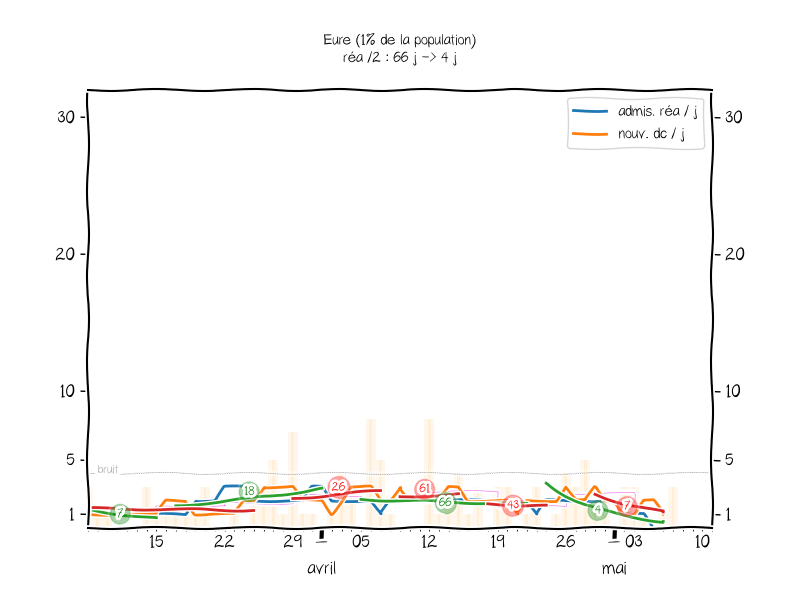 Eure (1% de la population)
réa /2 : 66 j -> 4 j
admis. réa / j
nouv. dc / j
30 30
20 20
10 10
5 5
bruit
1 1
7 18 26 61 66 43 4 7
15 22 29 05 12 19 26 03 10
avril mai